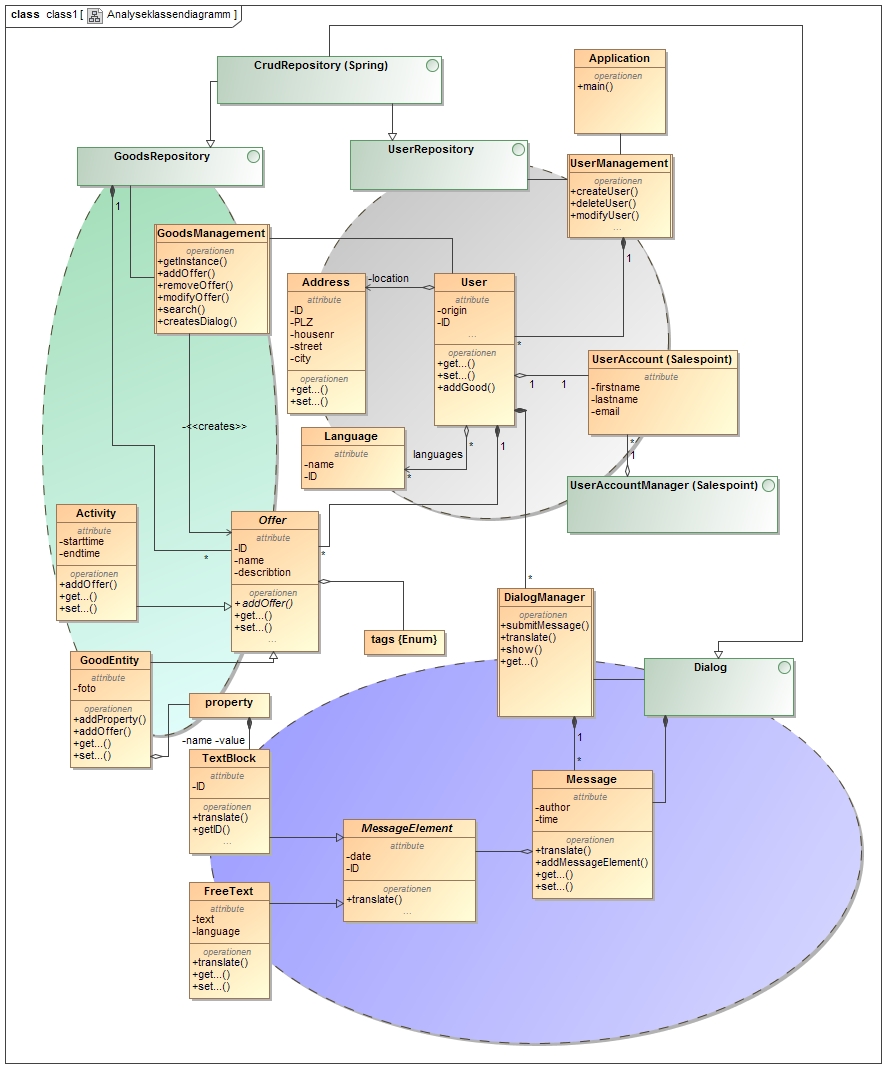 class class1 [ Analyseklassendiagramm ]
CrudRepository (Spring)
Application
operationen
+main()
GoodsRepository
1
UserRepository
UserManagement
operationen
+createUser()
+deleteUser()
+modifyUser()
...
1
GoodsManagement
operationen
+getInstance()
+addOffer()
+removeOffer()
+modifyOffer()
+search()
+createsDialog()
-location
Address
attribute
-ID
-PLZ
-housenr
-street
-city
operationen
+get...()
+set...()
User
attribute
-origin
-ID
...
operationen
+get...()
+set...()
+addGood()
*
1
1
UserAccount (Salespoint)
attribute
-firstname
-lastname
-email
*
1
UserAccountManager (Salespoint)
-<<creates>>
Language
attribute
-name
-ID
languages
*
*
1
Activity
attribute
-starttime
-endtime
operationen
+addOffer()
+get...()
+set...()
Offer
attribute
-ID
-name
-describtion
operationen
+addOffer()
+get...()
+set...()
...
*
*
tags {Enum}
*
DialogManager
operationen
+submitMessage()
+translate()
+show()
+get...()
1
*
Dialog
GoodEntity
attribute
-foto
operationen
+addProperty()
+addOffer()
+get...()
+set...()
property
-name -value
TextBlock
attribute
-ID
operationen
+translate()
+getID()
...
Message
attribute
-author
-time
operationen
+translate()
+addMessageElement()
+get...()
+set...()
MessageElement
attribute
-date
-ID
operationen
+translate()
...
FreeText
attribute
-text
-language
operationen
+translate()
+get...()
+set...()